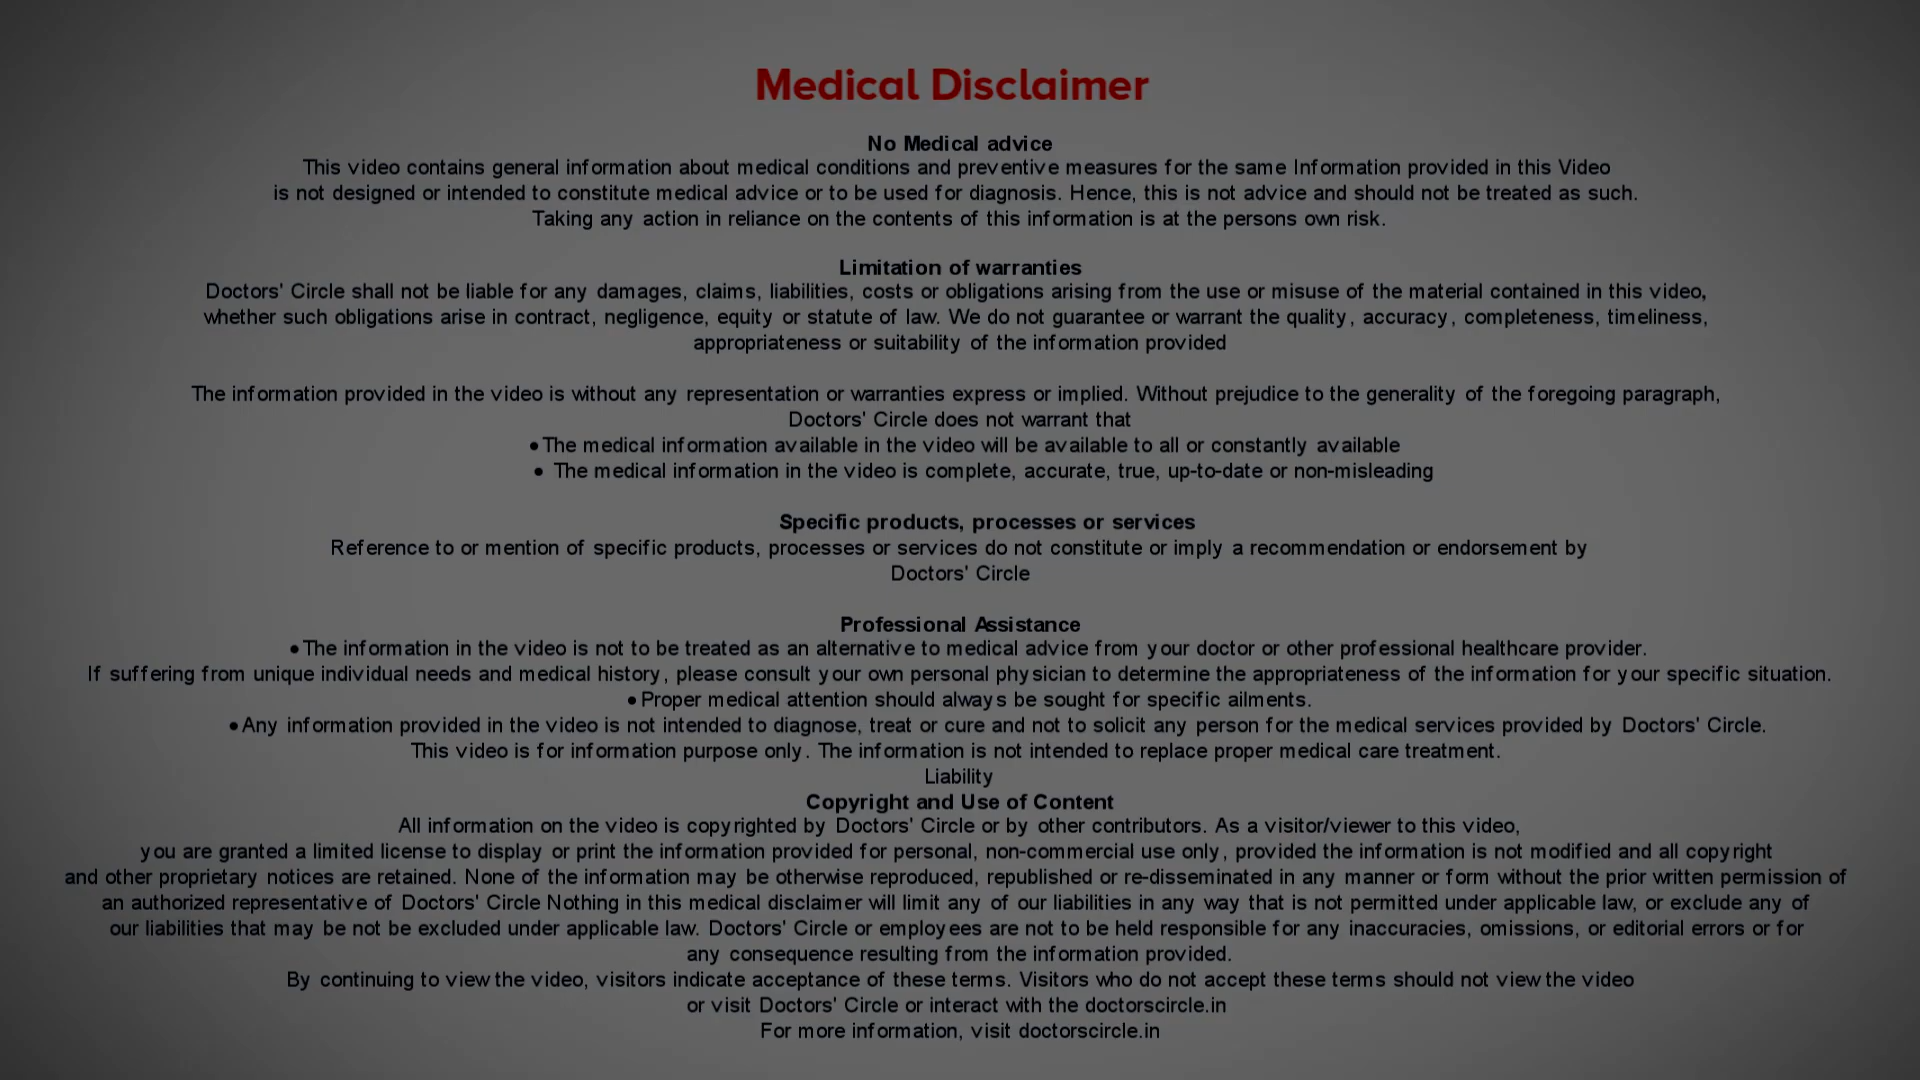 Medical Disclaimer
No Medical advice
This video contains general information about medical conditions and preventive measures for the same Information provided in this Video
is not designed or intended to constitute medical advice or to be used for diagnosis. Hence, this is not advice and should not be treated as such.
Taking any action in reliance on the contents of this information is at the persons own risk.
Limitation of warranties
Doctors' Circle shall not be liable for any damages, claims, liabilities, costs or obligations arising from the use or misuse of the material contained in this video,
whether such obligations arise in contract, negligence, equity or statute of law. We do not guarantee or warrant the quality, accuracy, completeness, timeliness,
appropriateness or suitability of the information provided
The information provided in the video is without any representation or warranties express or implied. Without prejudice to the generality of the foregoing paragraph,
Doctors' Circle does not warrant that
• The medical information available in the video will be available to all or constantly available
• The medical information in the video is complete, accurate, true, up-to-date or non-misleading
Specific products, processes or services
Reference to or mention of specific products, processes or services do not constitute or imply a recommendation or endorsement by
Doctors' Circle
Professional Assistance
• The information in the video is not to be treated as an alternative to medical advice from your doctor or other professional healthcare provider.
If suffering from unique individual needs and medical history, please consult your own personal physician to determine the appropriateness of the information for your specific situation.
• Proper medical attention should always be sought for specific ailments.
• Any information provided in the video is not intended to diagnose, treat or cure and not to solicit any person for the medical services provided by Doctors' Circle.
This video is for information purpose only. The information is not intended to replace proper medical care treatment.
Liability
Copyright and Use of Content
All information on the video is copyrighted by Doctors' Circle or by other contributors. As a visitor/viewer to this video,
you are granted a limited license to display or print the information provided for personal, non-commercial use only, provided the information is not modified and all copyright
and other proprietary notices are retained. None of the information may be otherwise reproduced, republished or re-disseminated in any manner or form without the prior written permission of
an authorized representative of Doctors' Circle Nothing in this medical disclaimer will limit any of our liabilities in any way that is not permitted under applicable law, or exclude any of
our liabilities that may be not be excluded under applicable law. Doctors' Circle or employees are not to be held responsible for any inaccuracies, omissions, or editorial errors or for
any consequence resulting from the information provided.
By continuing to view the video, visitors indicate acceptance of these terms. Visitors who do not accept these terms should not view the video
or visit Doctors' Circle or interact with the doctorscircle.in
For more information, visit doctorscircle.in